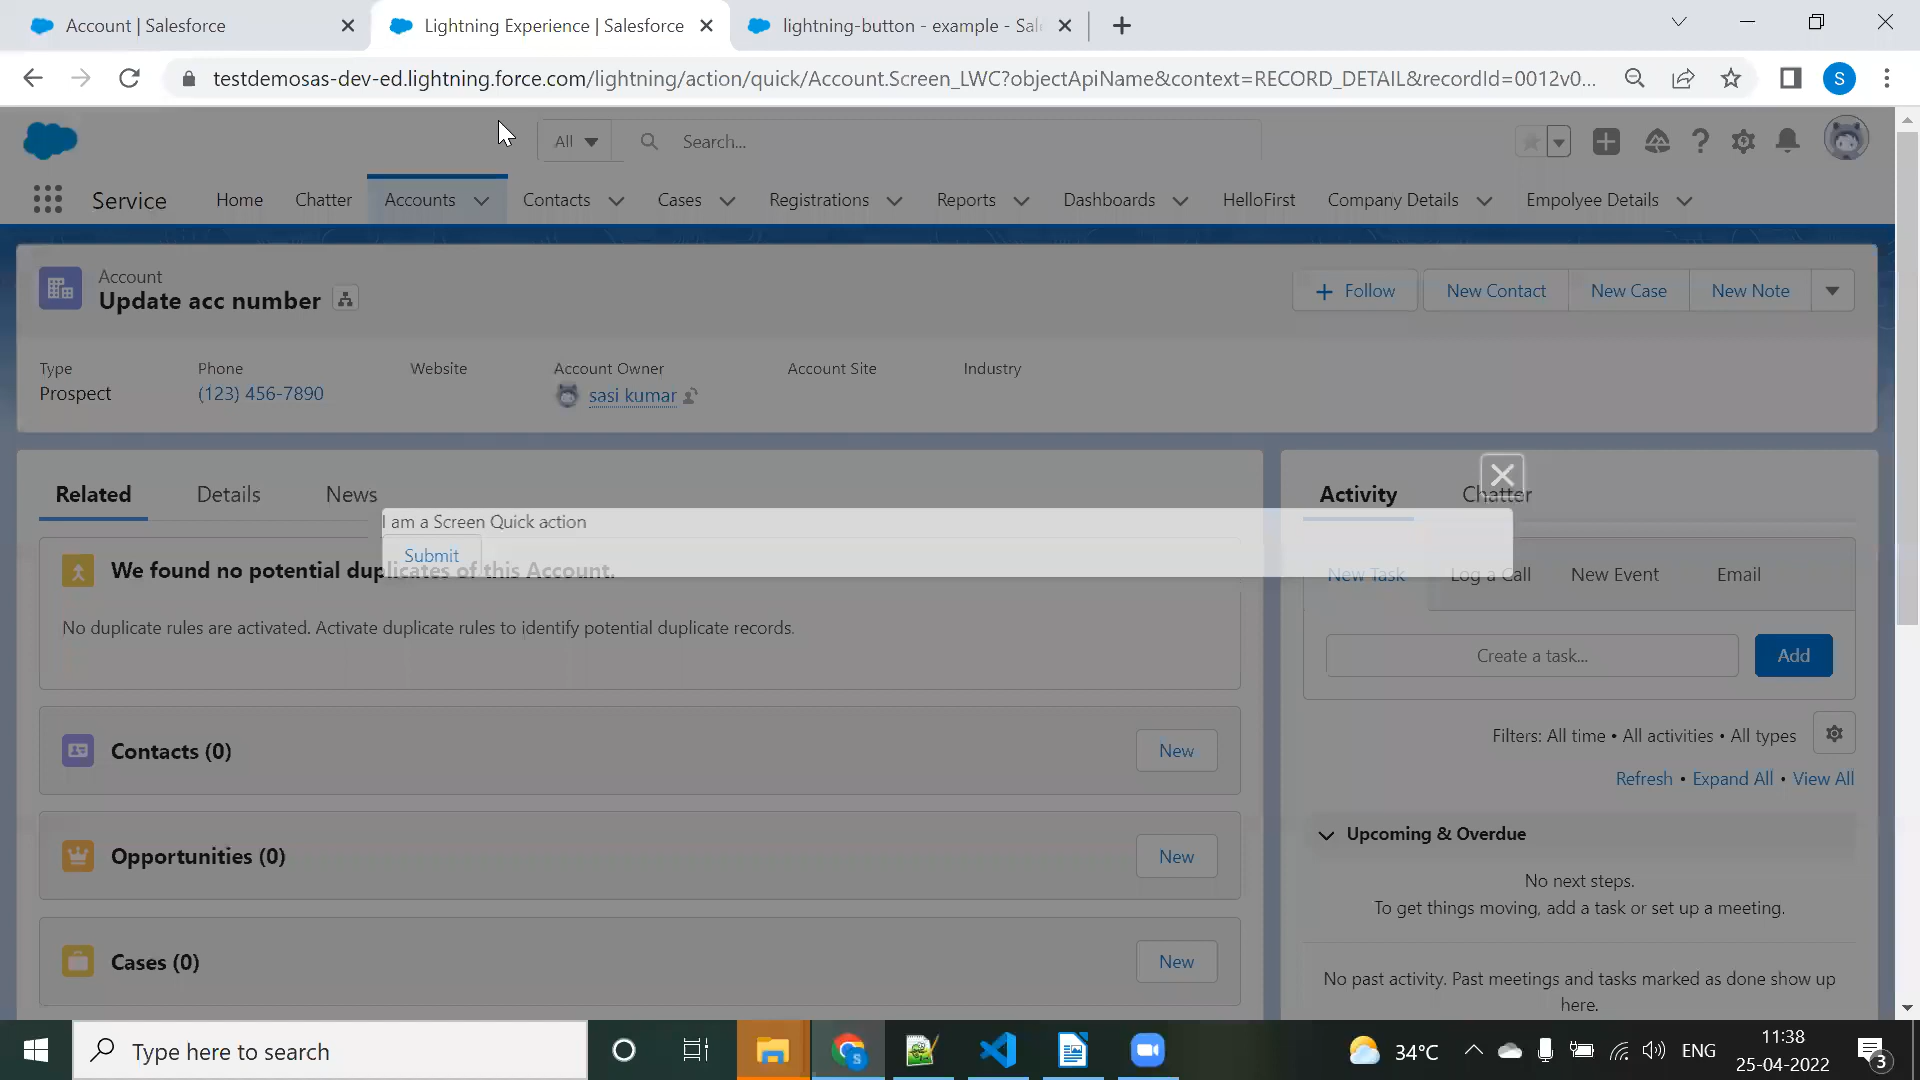 Account | Salesforce
Lightning Experience | Salesforce
lightning-button - example - Sal
testdemosas-dev-ed.lightning.force.com/lightning/action/quick/Account.Screen_LWC?objectApiName&context=RECORD_DETAIL&recordId=0012v0...
S
All
Search...
Service
Home
Chatter
Accounts
Contacts
Cases
Registrations
Reports
Dashboards
HelloFirst
Company Details
Empolyee Details
Account
Update acc number
Follow
New Contact
New Case
New Note
Type
Phone
Website
Account Owner
Account Site
Industry
Prospect
(123) 456-7890
sasi kumar
Related
Details
News
Activity
Chatter
I am a Screen Quick action
Submit
We found no potential duplicates of this Account.
No duplicate rules are activated. Activate duplicate rules to identify potential duplicate records.
New Task
Log a Call
New Event
Email
Create a task...
Add
Contacts (0)
New
Filters: All time • All activities • All types
Refresh • Expand All • View All
Upcoming & Overdue
Opportunities (0)
New
No next steps.
To get things moving, add a task or set up a meeting.
Cases (0)
New
No past activity. Past meetings and tasks marked as done show up
here.
Type here to search
34°C
ENG
11:38
25-04-2022
3